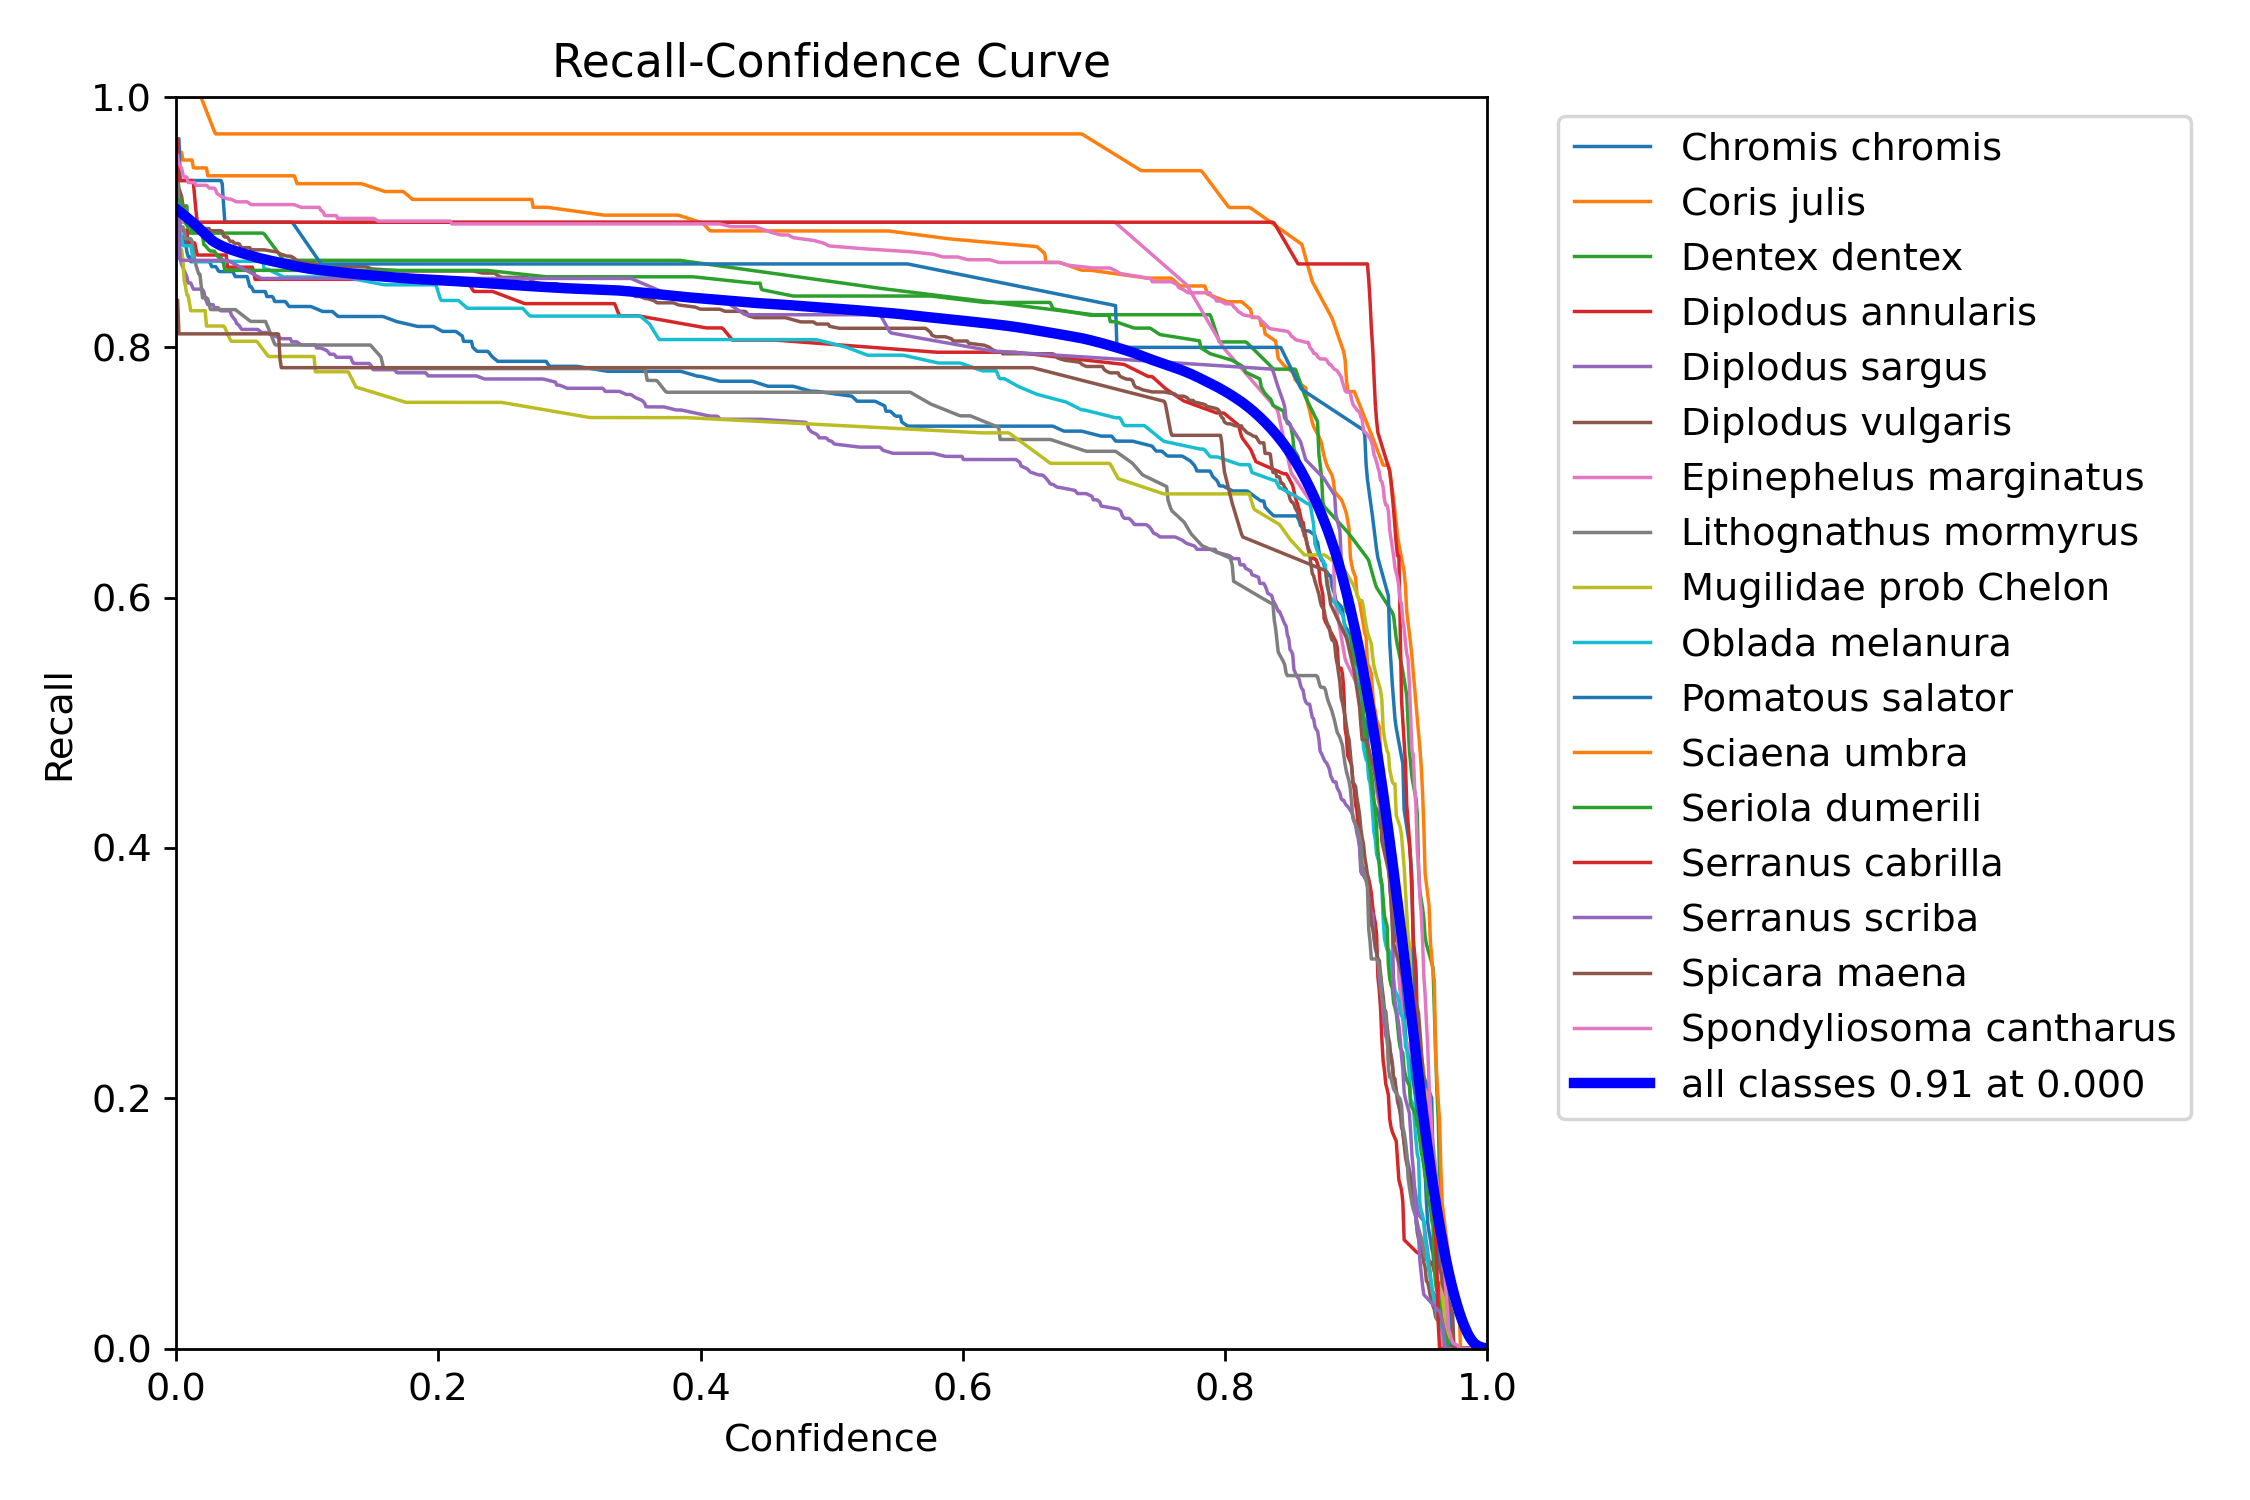 Recall-Confidence Curve
1.0
0.8
0.6
0.4
0.2
0.0
Recall
0.0 0.2 0.4 0.6 0.8 1.0
Confidence
Chromis chromis
Coris julis
Dentex dentex
Diplodus annularis
Diplodus sargus
Diplodus vulgaris
Epinephelus marginatus
Lithognathus mormyrus
Mugilidae prob Chelon
Oblada melanura
Pomatous salator
Sciaena umbra
Seriola dumerili
Serranus cabrilla
Serranus scriba
Spicara maena
Spondyliosoma cantharus
all classes 0.91 at 0.000